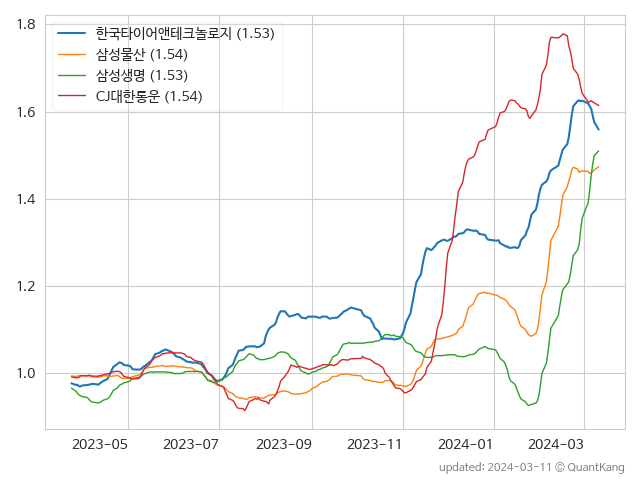 1.8
1.6
1.4
1.2
1.0
한국타이어앤테크놀로지 (1.53)
삼성물산 (1.54)
삼성생명 (1.53)
CJ대한통운 (1.54)
2023-05 2023-07 2023-09 2023-11 2024-01 2024-03
updated: 2024-03-11 © QuantKang